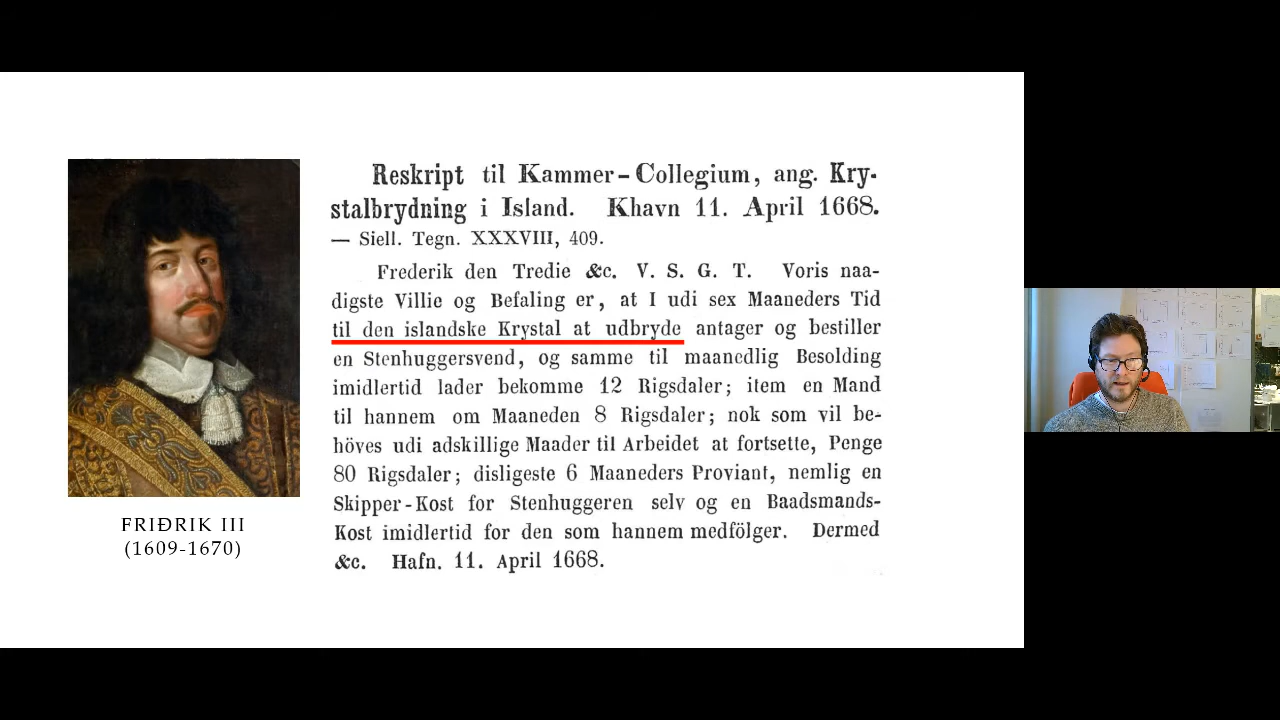 Reskript til Kammer-Collegium, ang. Kry-
stalbrydning i Island. Khavn 11. April 1668.
— Siell. Tegn. XXXVIII, 409.
Frederik den Tredie &c. V. S. G. T. Voris naa-
digste Villie og Befaling er, at I udi sex Maaneders Tid
til den islandske Krystal at udbryde antager og bestiller
en Stenhuggersvend, og samme til maanedlig Besolding
imidlertid lader bekomme 12 Rigsdaler; item en Mand
til hannem om Maaneden 8 Rigsdaler; nok som vil be-
höves udi adskillige Maader til Arbeidet at fortsette, Penge
80 Rigsdaler; disligeste 6 Maaneders Proviant, nemlig en
Skipper-Kost for Stenhuggeren selv og en Baadsmands-
Kost imidlertid for den som hannem medfölger. Dermed
&c. Hafn. 11. April 1668.
FRIÐRIK III
(1609-1670)